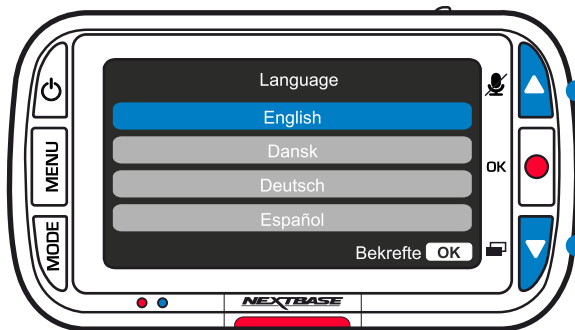 Language
English
Dansk
Deutsch
Español
Bekrefte OK
MENU
MODE
OK
NEXTBASE